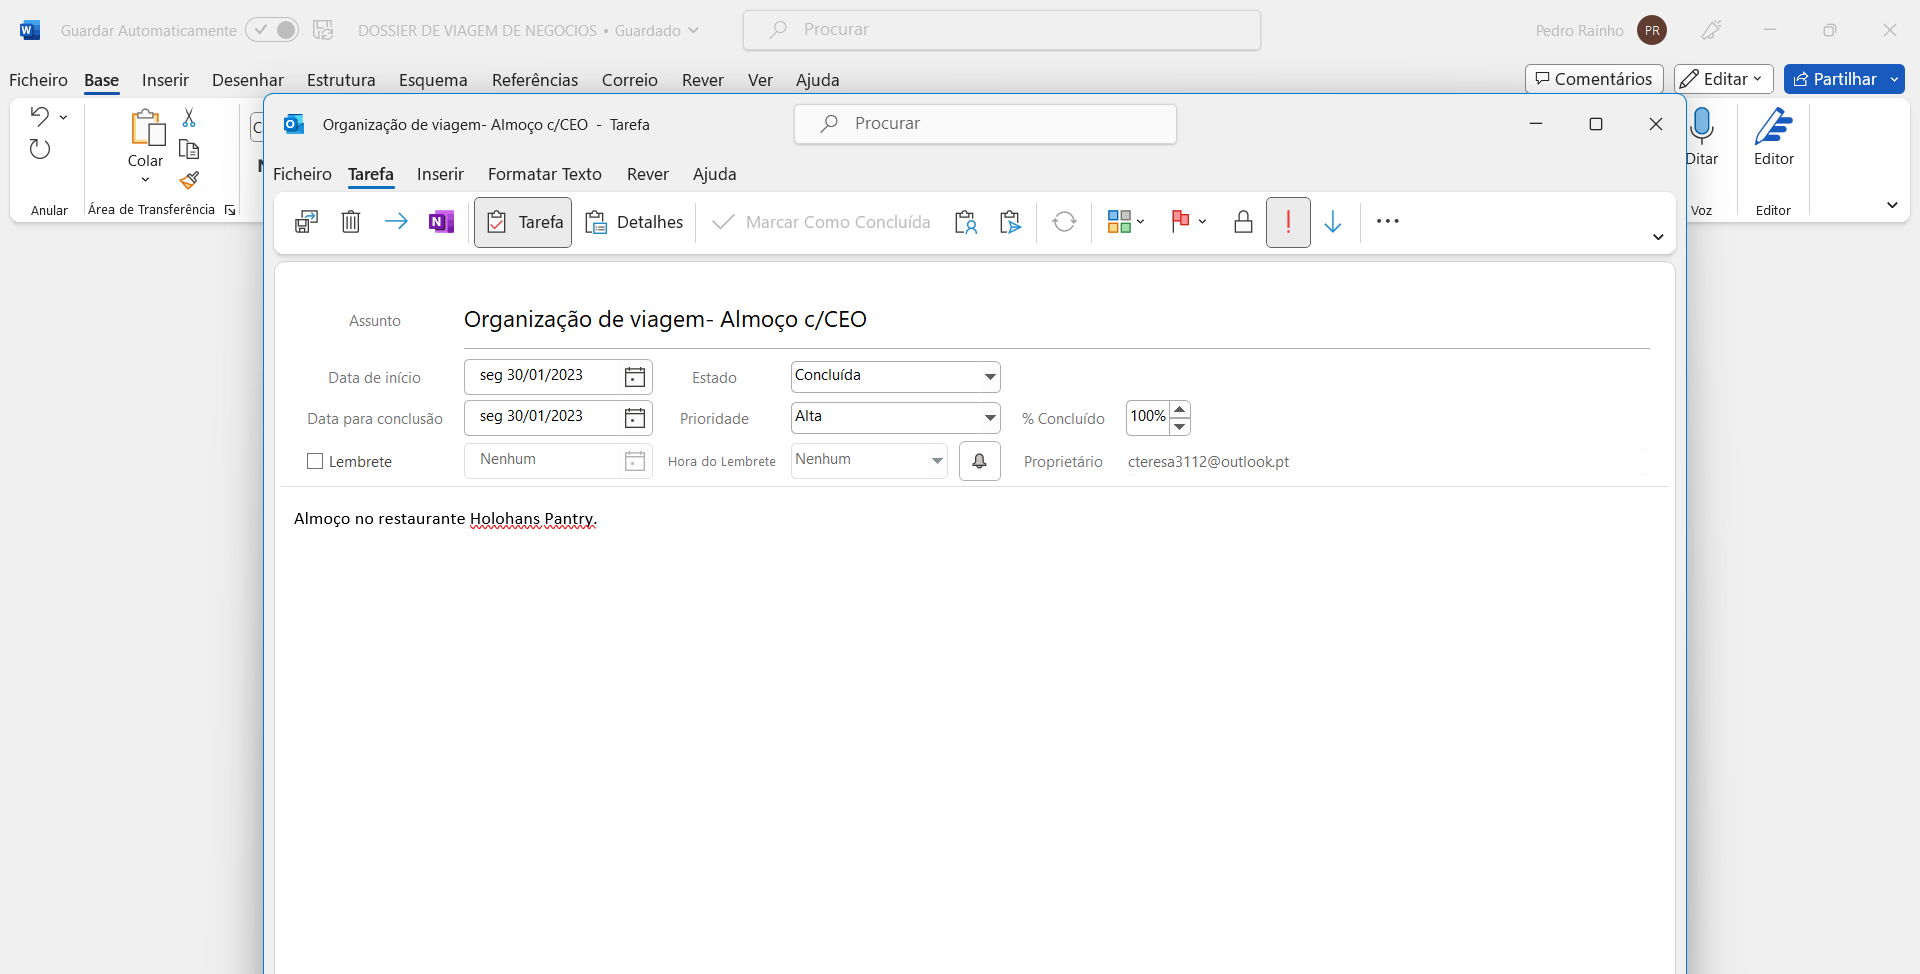 Guardar Automaticamente
DOSSIER DE VIAGEM DE NEGOCIOS • Guardado
Procurar
Pedro Rainho
PR
Ficheiro Base Inserir Desenhar Estrutura Esquema Referências Correio Rever Ver Ajuda
Comentários
Editar
Partilhar
Colar
Anular
Área de Transferência
Ditar
Voz
Editor
Editor
Organização de viagem- Almoço c/CEO - Tarefa
Procurar
Ficheiro Tarefa Inserir Formatar Texto Rever Ajuda
Tarefa
Detalhes
Marcar Como Concluída
Assunto Organização de viagem- Almoço c/CEO
Data de início seg 30/01/2023 Estado Concluída
Data para conclusão seg 30/01/2023 Prioridade Alta % Concluído 100%
Lembrete Nenhum Hora do Lembrete Nenhum Proprietário cteresa3112@outlook.pt
Almoço no restaurante Holohans Pantry.